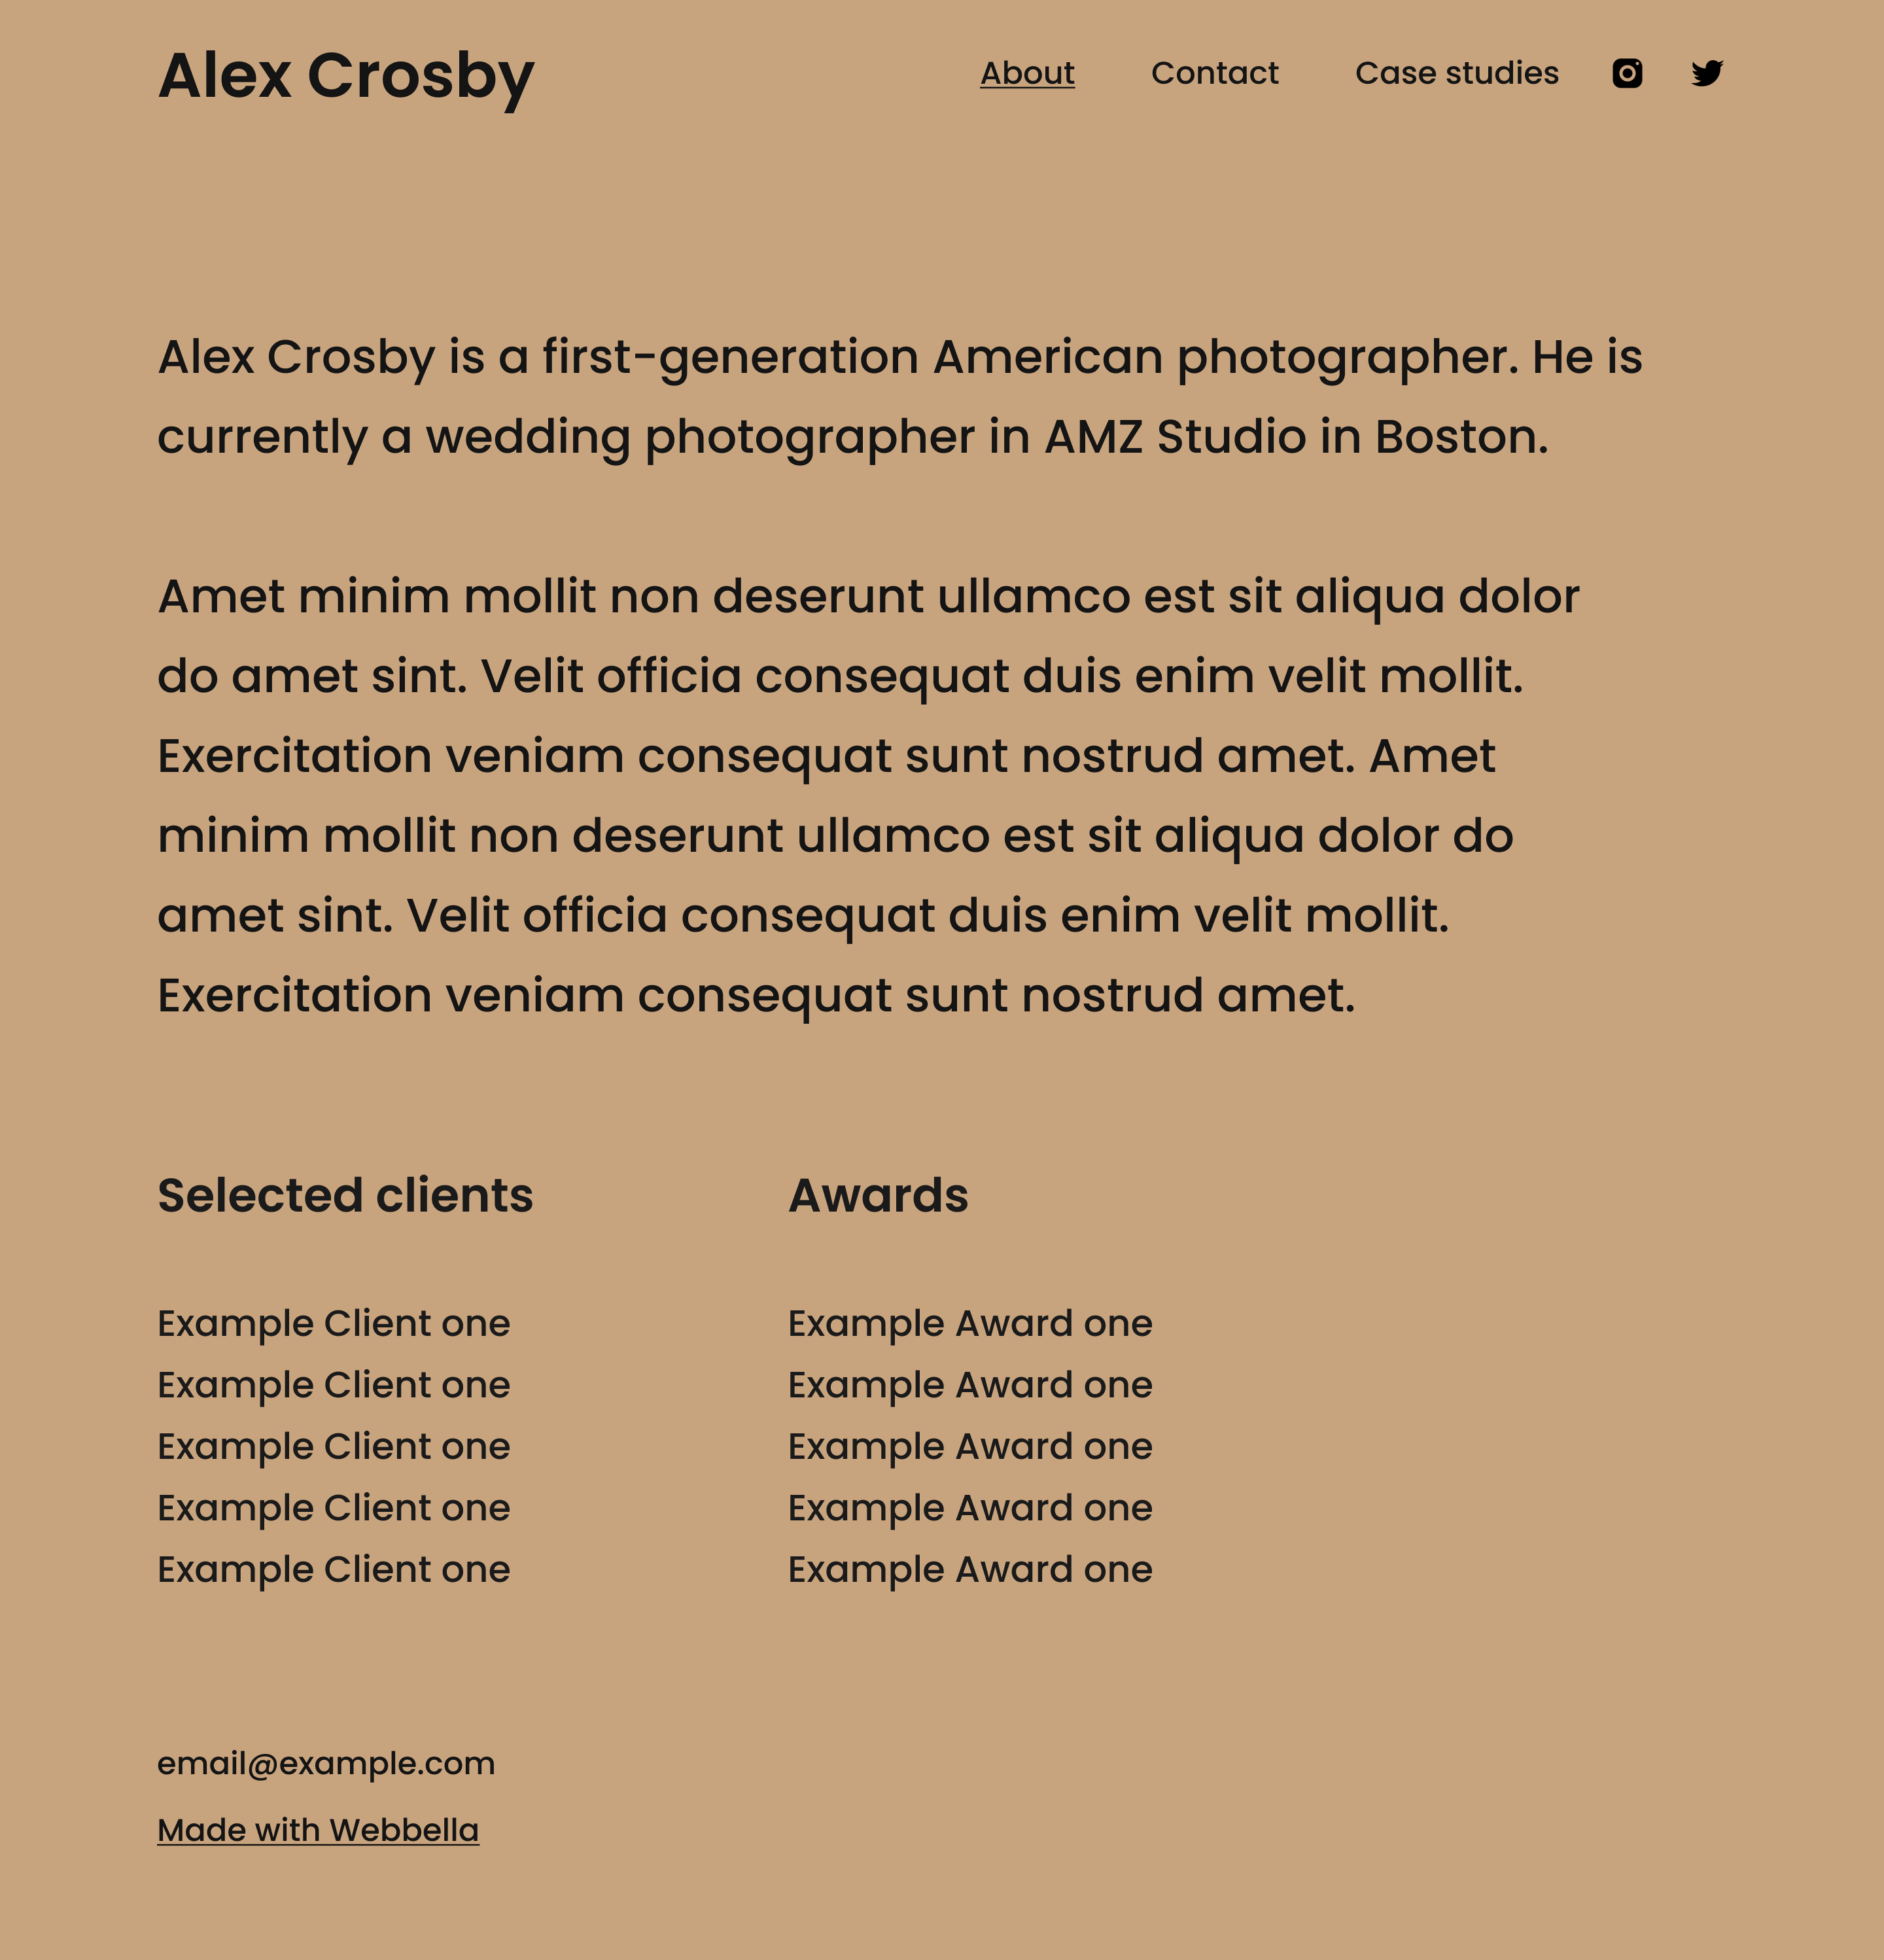 Alex Crosby
About Contact Case studies
Alex Crosby is a first-generation American photographer. He is
currently a wedding photographer in AMZ Studio in Boston.
Amet minim mollit non deserunt ullamco est sit aliqua dolor
do amet sint. Velit officia consequat duis enim velit mollit.
Exercitation veniam consequat sunt nostrud amet. Amet
minim mollit non deserunt ullamco est sit aliqua dolor do
amet sint. Velit officia consequat duis enim velit mollit.
Exercitation veniam consequat sunt nostrud amet.
Selected clients
Example Client one
Example Client one
Example Client one
Example Client one
Example Client one
Awards
Example Award one
Example Award one
Example Award one
Example Award one
Example Award one
email@example.com
Made with Webbella